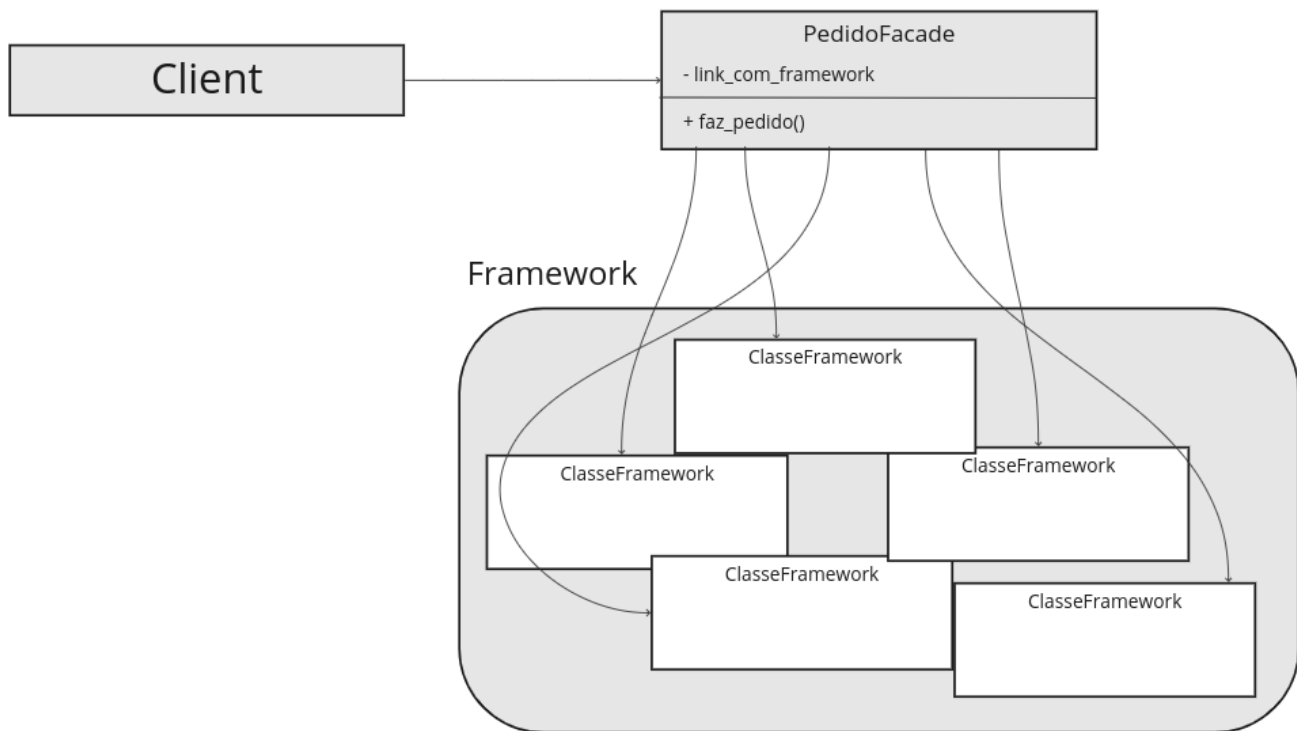 Client
PedidoFacade
- link_com_framework
+ faz_pedido()
Framework
ClasseFramework
ClasseFramework
ClasseFramework
ClasseFramework
ClasseFramework